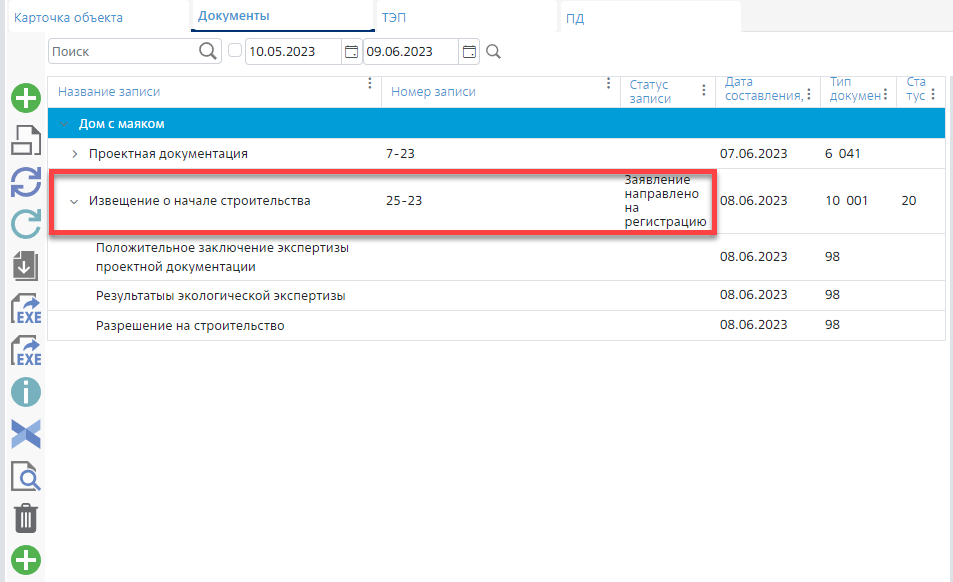 Карточка объекта
Документы
ТЭП
ПД
Поиск
10.05.2023
09.06.2023
Название записи
Номер записи
Статус
записи
Дата
составления,
Тип
докумен
Ста
тус
Дом с маяком
Проектная документация 7-23 07.06.2023 6 041
Заявление
направлено
на
регистрацию
Извещение о начале строительства 25-23 08.06.2023 10 001 20
Положительное заключение экспертизы
проектной документации
08.06.2023 98
Результатыы экологической экспертизы 08.06.2023 98
Разрешение на строительство 08.06.2023 98
EXE
EXE